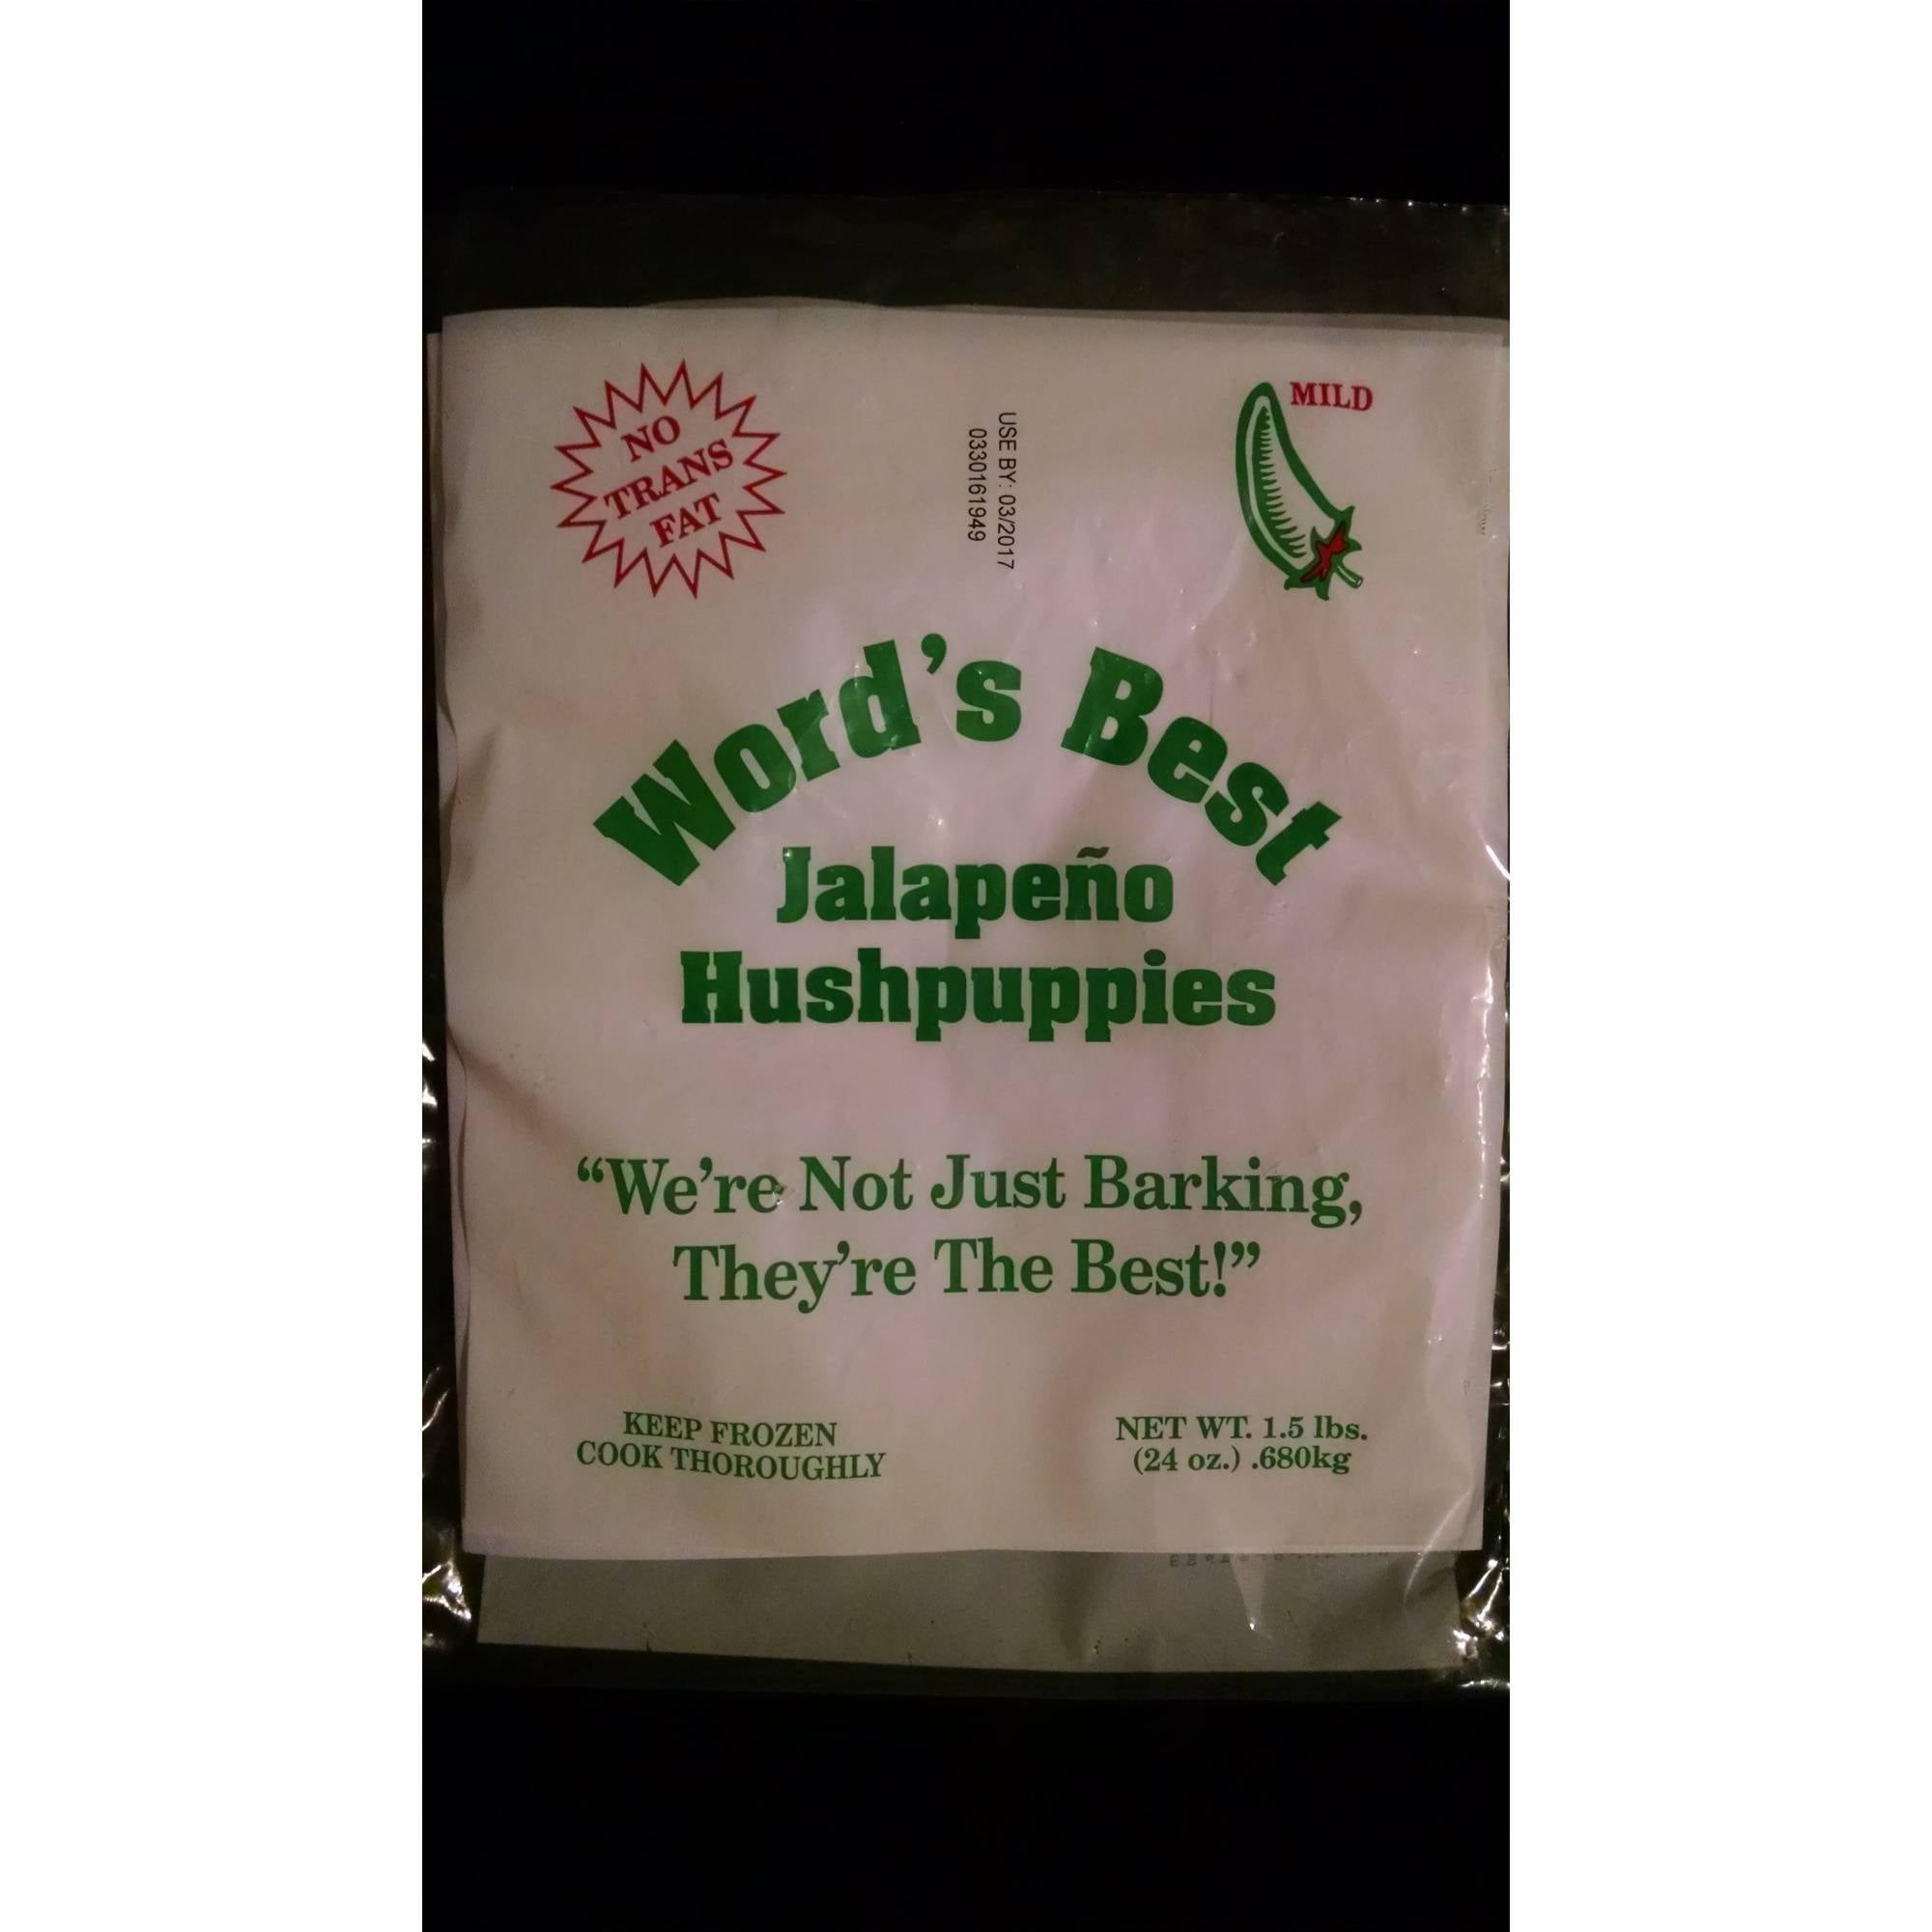 NO
TRANS
FAT
USE BY: 03/2017
0330161949
MILD
Word's Best
Jalapeño
Hushpuppies
“We're Not Just Barking,
They're The Best!”
KEEP FROZEN
COOK THOROUGHLY
NET WT. 1.5 lbs.
(24 oz.) .680kg